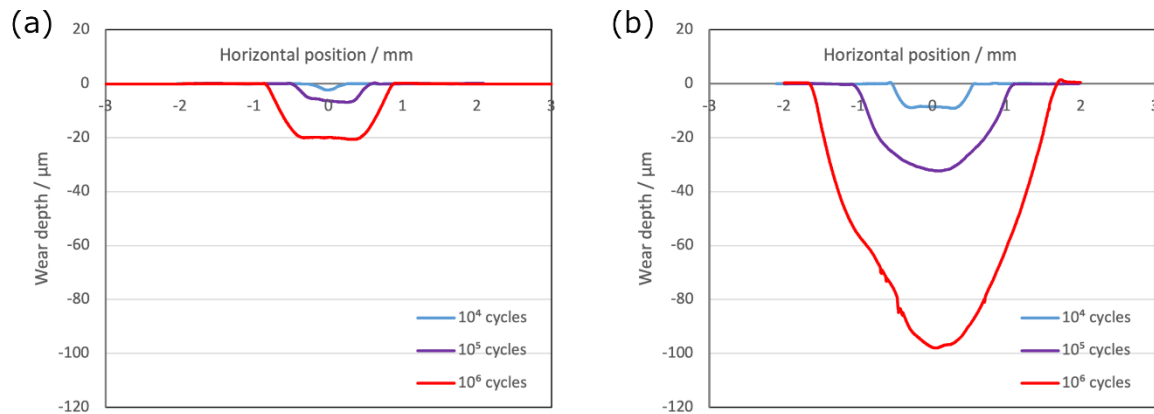 (a)
20
Horizontal position / mm
0
-3 -2 -1 0 1 2 3
-20
-40
-60
-80
-100
-120
Wear depth / µm
10⁴ cycles
10⁵ cycles
10⁶ cycles
(b)
20
Horizontal position / mm
0
-3 -2 -1 0 1 2 3
-20
-40
-60
-80
-100
-120
Wear depth / µm
10⁴ cycles
10⁵ cycles
10⁶ cycles